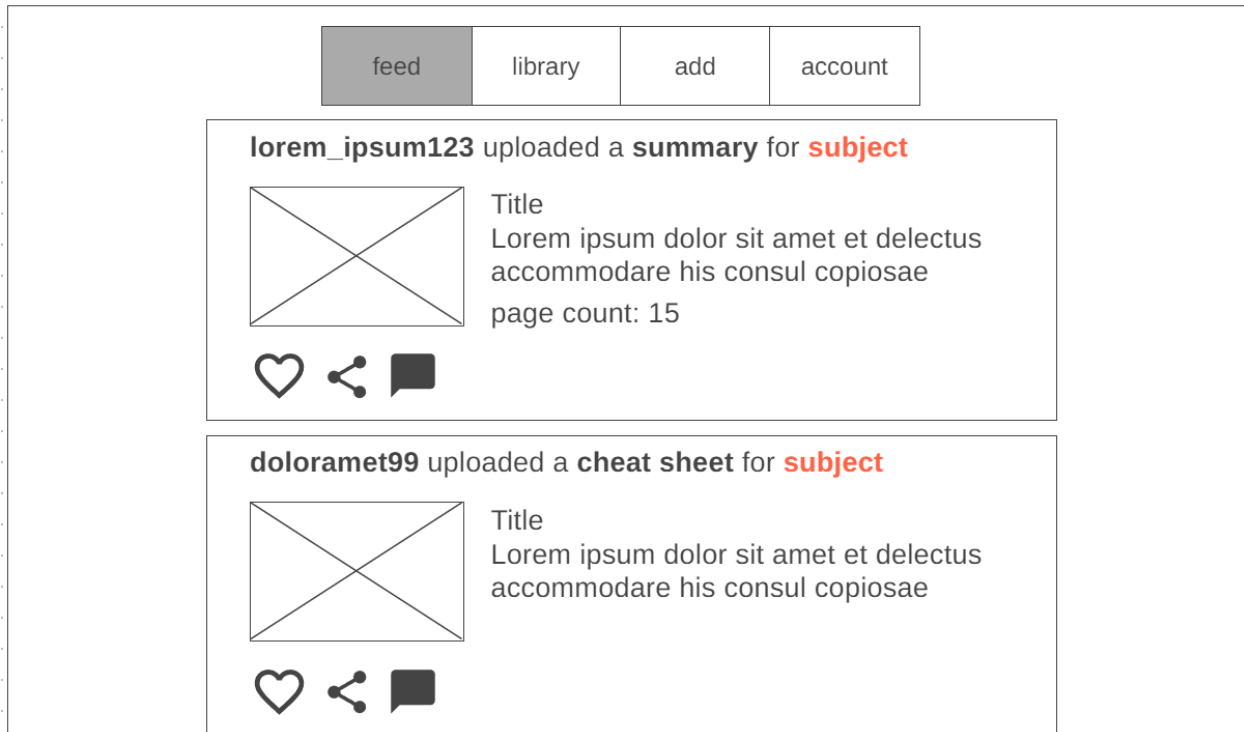 feed library add account
lorem_ipsum123 uploaded a summary for subject
Title
Lorem ipsum dolor sit amet et delectus
accommodare his consul copiosae
page count: 15
doloramet99 uploaded a cheat sheet for subject
Title
Lorem ipsum dolor sit amet et delectus
accommodare his consul copiosae